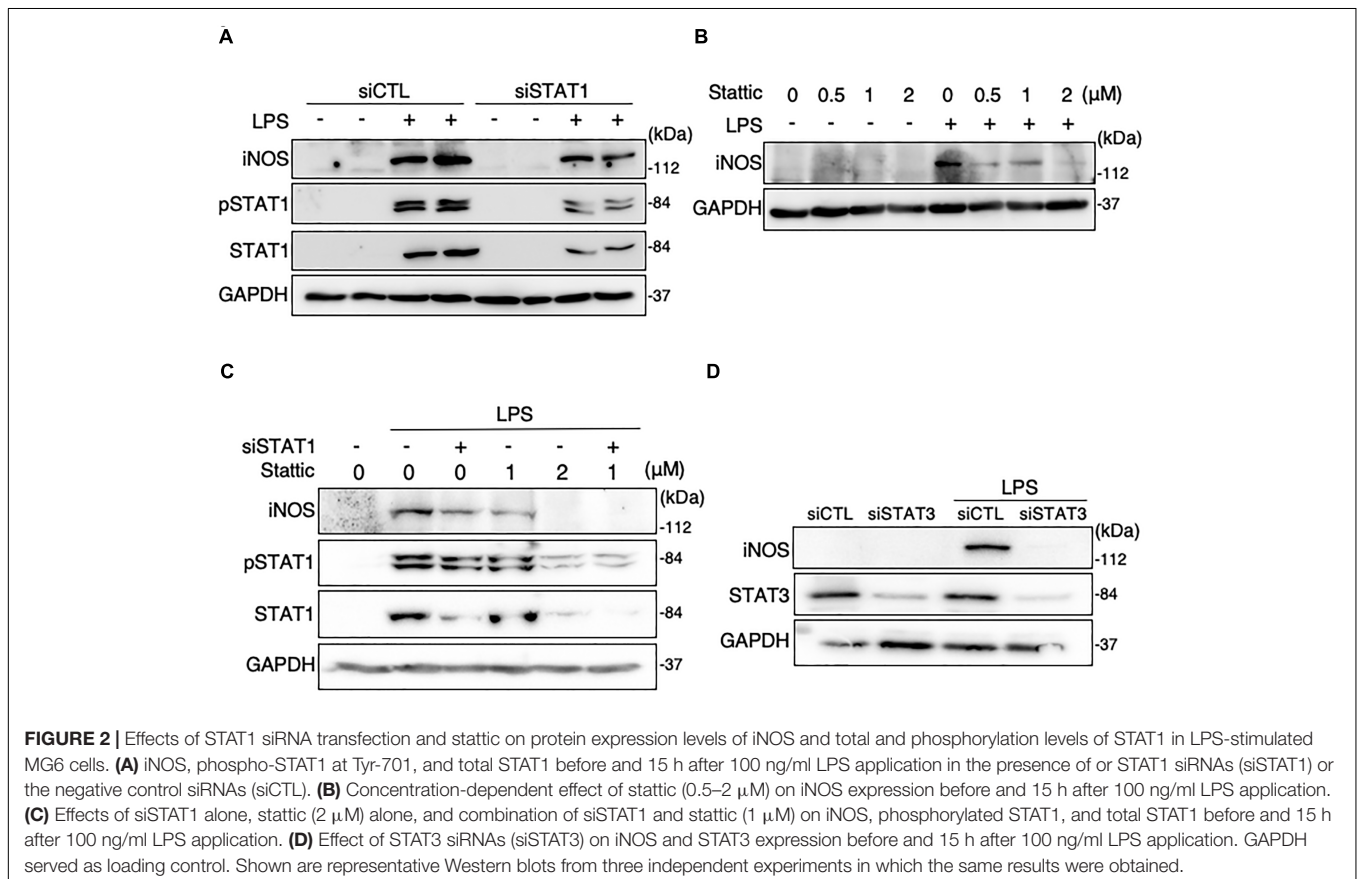 A
siCTL siSTAT1
LPS - - + + - - + +
(kDa)
iNOS -112
pSTAT1 -84
STAT1 -84
GAPDH -37
B
Stattic 0 0.5 1 2 0 0.5 1 2 (μM)
LPS - - - - + + + +
(kDa)
iNOS -112
GAPDH -37
C
LPS
siSTAT1 - - + - - +
Stattic 0 0 0 1 2 1 (μM)
(kDa)
iNOS -112
pSTAT1 -84
STAT1 -84
GAPDH -37
D
LPS
siCTL siSTAT3 siCTL siSTAT3
(kDa)
iNOS -112
STAT3 -84
GAPDH -37
FIGURE 2 | Effects of STAT1 siRNA transfection and stattic on protein expression levels of iNOS and total and phosphorylation levels of STAT1 in LPS-stimulated
MG6 cells. (A) iNOS, phospho-STAT1 at Tyr-701, and total STAT1 before and 15 h after 100 ng/ml LPS application in the presence of or STAT1 siRNAs (siSTAT1) or
the negative control siRNAs (siCTL). (B) Concentration-dependent effect of stattic (0.5–2 μM) on iNOS expression before and 15 h after 100 ng/ml LPS application.
(C) Effects of siSTAT1 alone, stattic (2 μM) alone, and combination of siSTAT1 and stattic (1 μM) on iNOS, phosphorylated STAT1, and total STAT1 before and 15 h
after 100 ng/ml LPS application. (D) Effect of STAT3 siRNAs (siSTAT3) on iNOS and STAT3 expression before and 15 h after 100 ng/ml LPS application. GAPDH
served as loading control. Shown are representative Western blots from three independent experiments in which the same results were obtained.